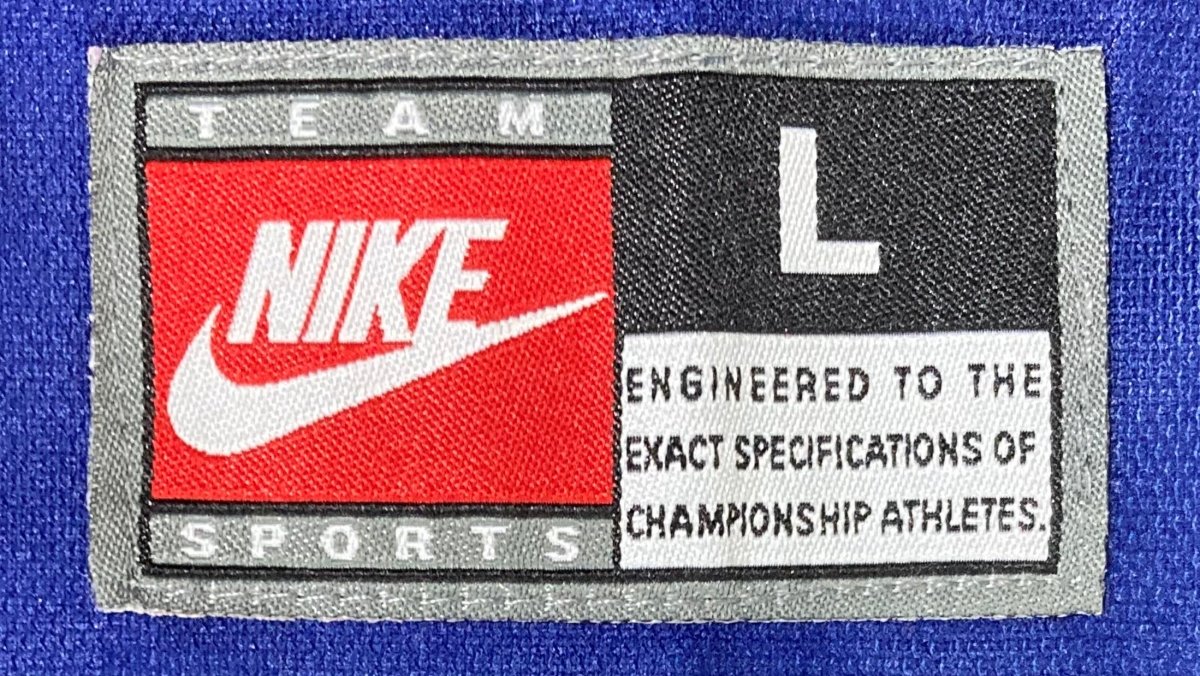 TEAM
NIKE
SPORTS
L
ENGINEERED TO THE
EXACT SPECIFICATIONS OF
CHAMPIONSHIP ATHLETES.